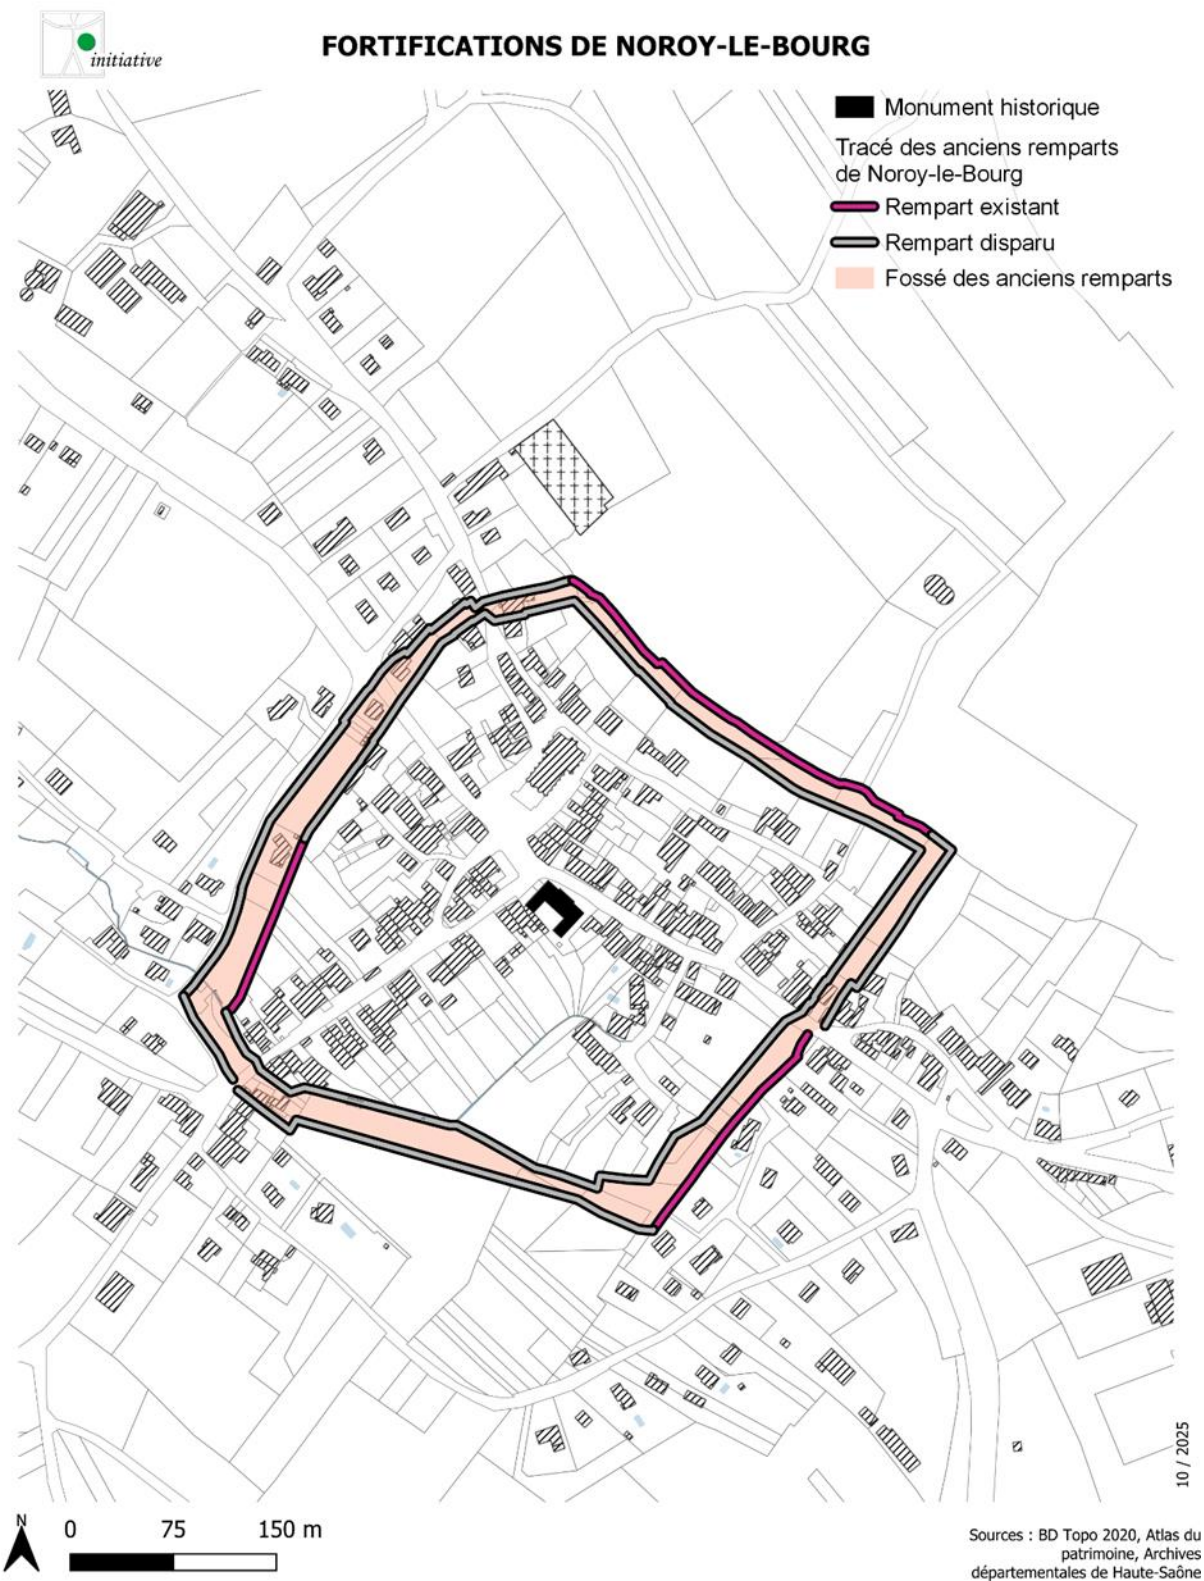 initiative
FORTIFICATIONS DE NOROY-LE-BOURG
Monument historique
Tracé des anciens remparts
de Noroy-le-Bourg
Rempart existant
Rempart disparu
Fossé des anciens remparts
10 / 2025
N
0 75 150 m
Sources : BD Topo 2020, Atlas du
patrimoine, Archives
départementales de Haute-Saône